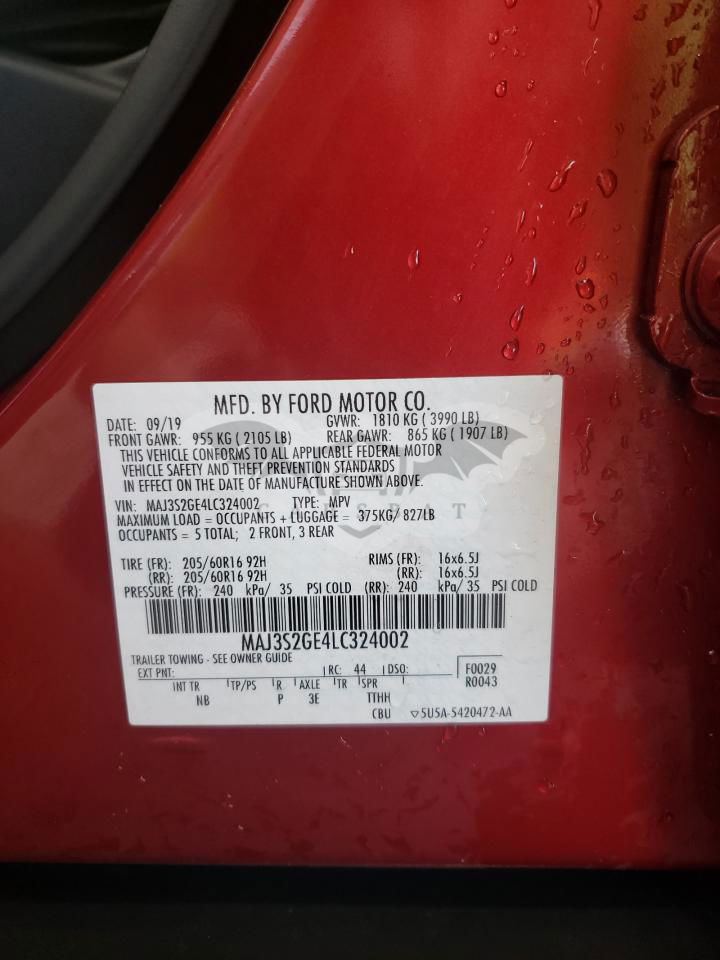 MFD. BY FORD MOTOR CO.
DATE: 09/19 GVWR: 1810 KG ( 3990 LB)
FRONT GAWR: 955 KG ( 2105 LB) REAR GAWR: 865 KG ( 1907 LB)
THIS VEHICLE CONFORMS TO ALL APPLICABLE FEDERAL MOTOR
VEHICLE SAFETY AND THEFT PREVENTION STANDARDS
IN EFFECT ON THE DATE OF MANUFACTURE SHOWN ABOVE.
VIN: MAJ3S2GE4LC324002 TYPE: MPV
MAXIMUM LOAD = OCCUPANTS + LUGGAGE = 375KG/ 827LB
OCCUPANTS = 5 TOTAL; 2 FRONT, 3 REAR
TIRE (FR): 205/60R16 92H RIMS (FR): 16x6.5J
(RR): 205/60R16 92H (RR): 16x6.5J
PRESSURE (FR): 240 kPa/ 35 PSI COLD (RR): 240 kPa/ 35 PSI COLD
MAJ3S2GE4LC324002
TRAILER TOWING - SEE OWNER GUIDE
EXT PNT: RC: 44 DSO: F0029
R0043
INT TR TP/PS R AXLE TR SPR
NB P 3E TTHH
CBU ▽5U5A-5420472-AA